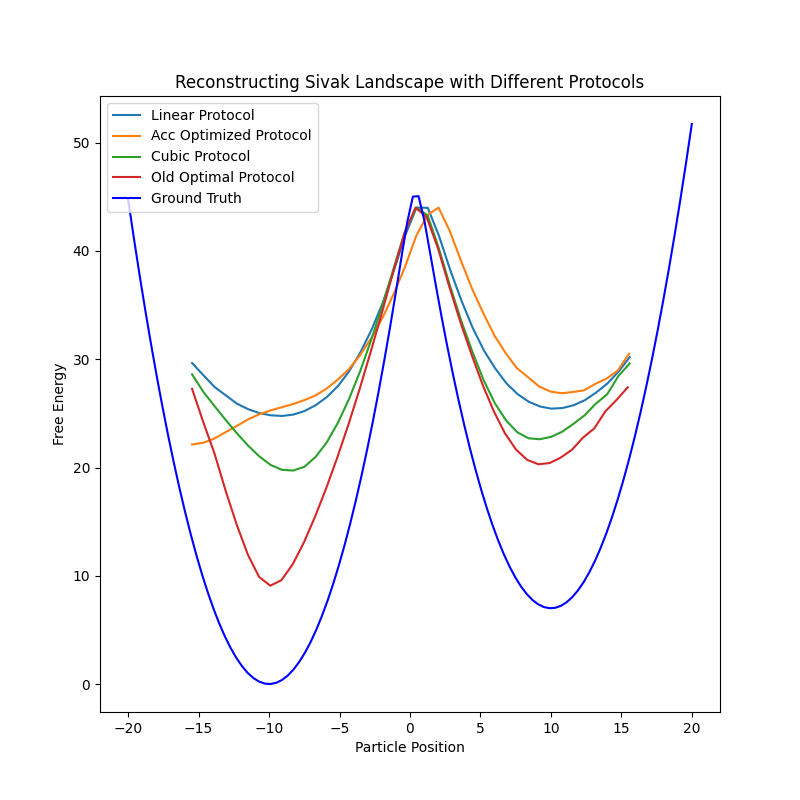 Reconstructing Sivak Landscape with Different Protocols
Linear Protocol
Acc Optimized Protocol
Cubic Protocol
Old Optimal Protocol
Ground Truth
50
40
30
20
10
0
Free Energy
−20 −15 −10 −5 0 5 10 15 20
Particle Position